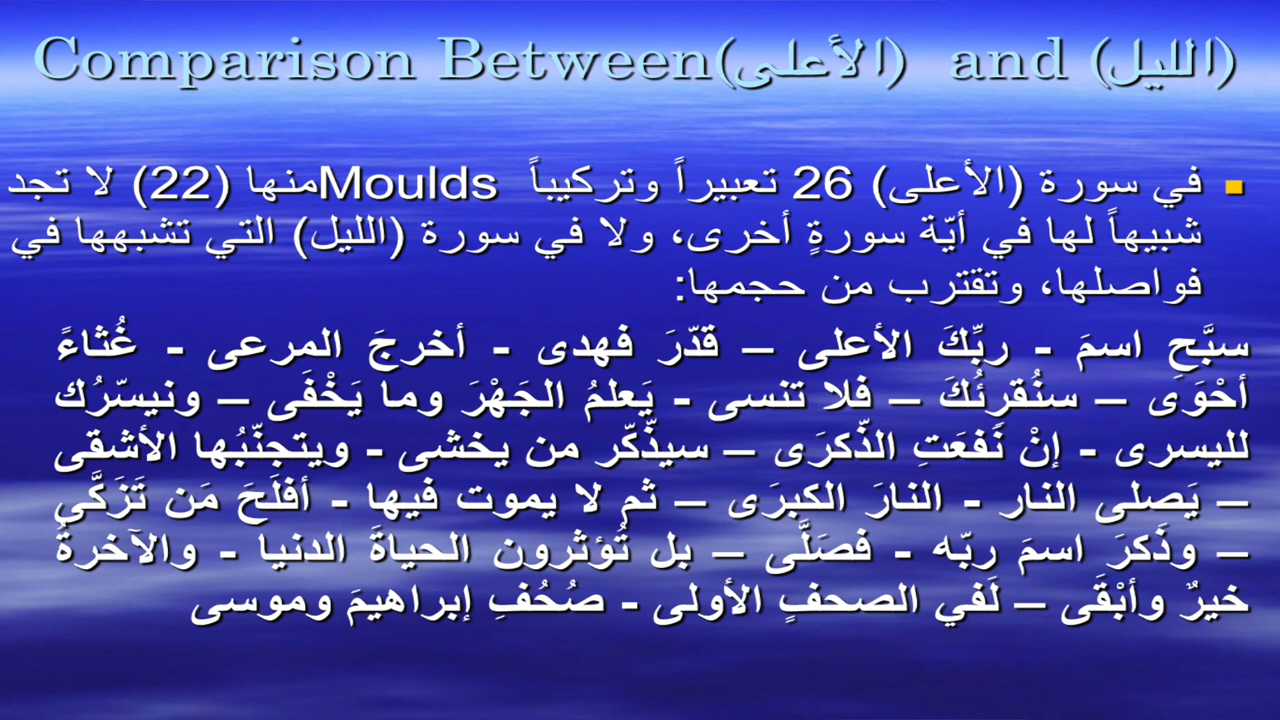 Comparison Between(الأعلى) and (الليل)
في سورة (الأعلى) 26 تعبيراً وتركيباً Moulds منها (22) لا تجد
شبيهاً لها في أيّة سورةٍ أخرى، ولا في سورة (الليل) التي تشبهها في
فواصلها، وتقترب من حجمها:
سبَّحِ اسمَ - ربِّكَ الأعلى – قدّرَ فهدى - أخرجَ المرعى - غُثاءً
أحْوَى – سنُقرِئُكَ – فلا تنسى - يَعلمُ الجَهْرَ وما يَخْفَى – ونيسّرُك
لليسرى - إنْ نَفعَتِ الذّكرَى – سيذّكّر من يخشى - ويتجنّبُها الأشقى
– يَصلى النار - النارَ الكبرَى – ثم لا يموت فيها - أفلَحَ مَن تَزَكَّى
– وذَكرَ اسمَ ربّه - فصَلَّى – بل تُؤثرون الحياةَ الدنيا - والآخرةُ
خيرٌ وأبْقَى – لَفي الصحفِ الأولى - صُحُفِ إبراهيمَ وموسى